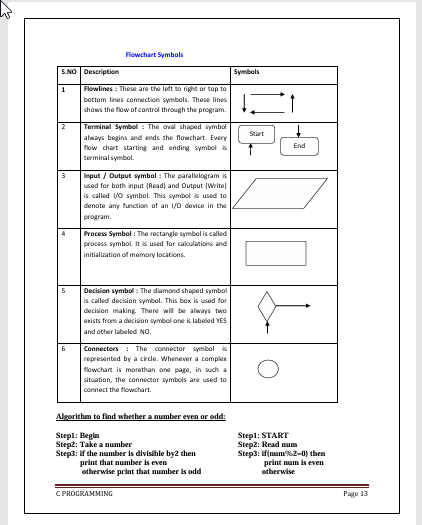 Flowchart Symbols
S.NO Description Symbols
1 Flowlines : These are the left to right or top to
bottom lines connection symbols. These lines
shows the flow of control through the program.
2 Terminal Symbol : The oval shaped symbol
always begins and ends the flowchart. Every
flow chart starting and ending symbol is
terminal symbol.
Start
End
3 Input / Output symbol : The parallelogram is
used for both input (Read) and Output (Write)
is called I/O symbol. This symbol is used to
denote any function of an I/O device in the
program.
4 Process Symbol : The rectangle symbol is called
process symbol. It is used for calculations and
initialization of memory locations.
5 Decision symbol : The diamond shaped symbol
is called decision symbol. This box is used for
decision making. There will be always two
exists from a decision symbol one is labeled YES
and other labeled NO.
6 Connectors : The connector symbol is
represented by a circle. Whenever a complex
flowchart is morethan one page, in such a
situation, the connector symbols are used to
connect the flowchart.
Algorithm to find whether a number even or odd:
Step1: Begin
Step2: Take a number
Step3: if the number is divisible by2 then
print that number is even
otherwise print that number is odd
Step1: START
Step2: Read num
Step3: if(num%2=0) then
print num is even
otherwise
C PROGRAMMING Page 13